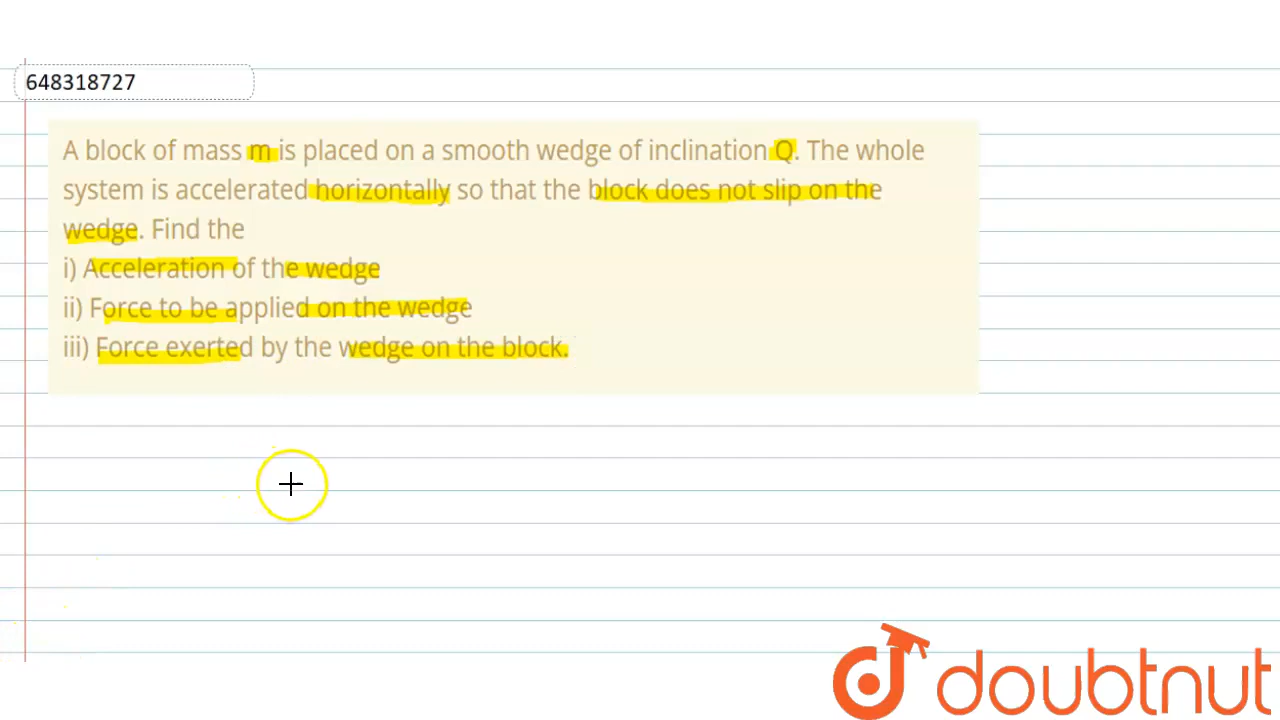 648318727
A block of mass m is placed on a smooth wedge of inclination Q. The whole
system is accelerated horizontally so that the block does not slip on the
wedge. Find the
i) Acceleration of the wedge
ii) Force to be applied on the wedge
iii) Force exerted by the wedge on the block.
doubtnut